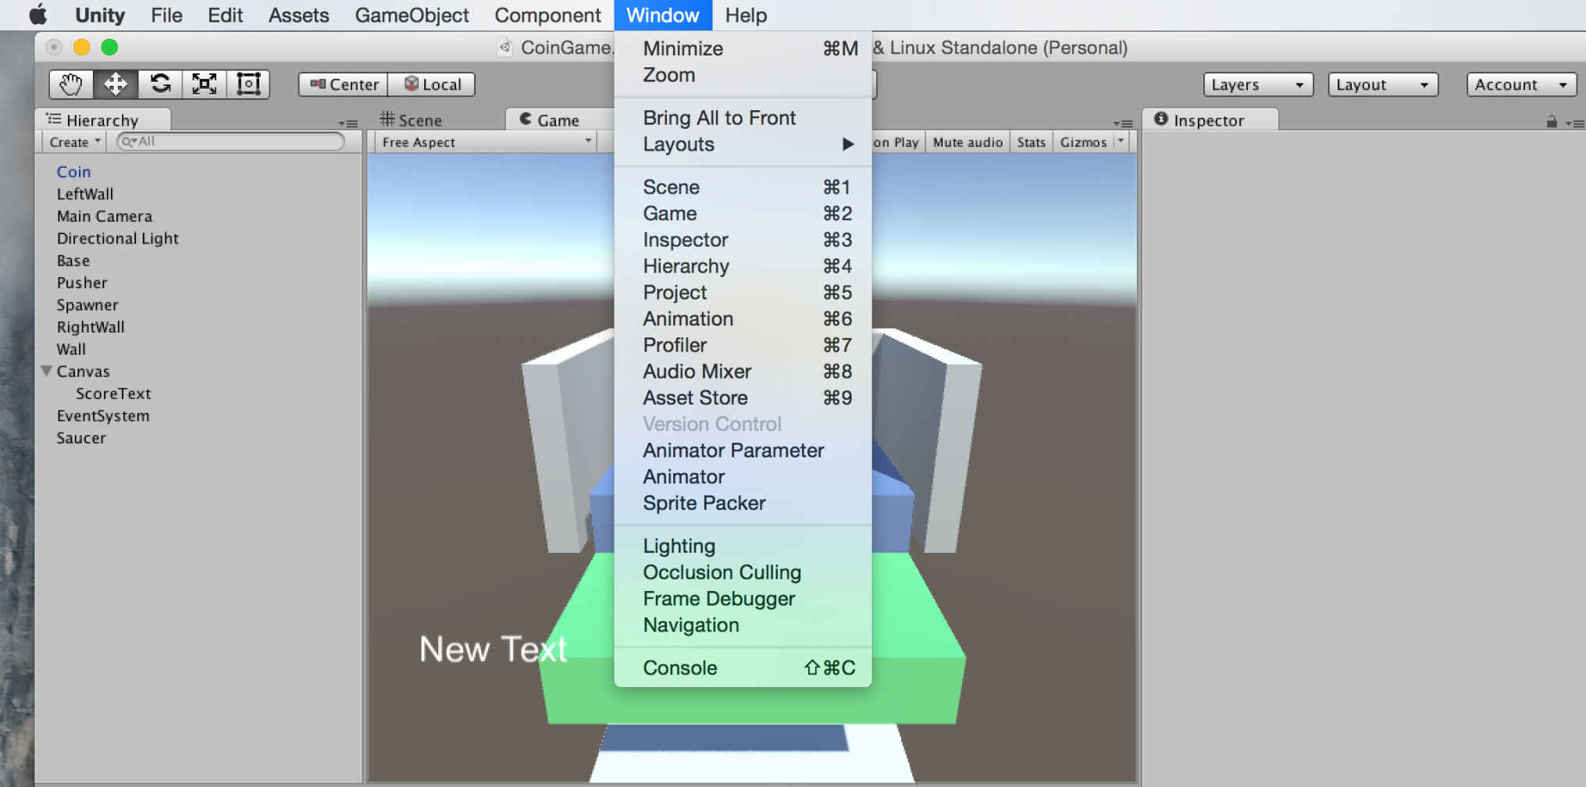 Unity File Edit Assets GameObject Component Window Help
CoinGame. & Linux Standalone (Personal)
Center Local Layers Layout Account
Hierarchy
Create All
Coin
LeftWall
Main Camera
Directional Light
Base
Pusher
Spawner
RightWall
Wall
Canvas
ScoreText
EventSystem
Saucer
Scene Game
Free Aspect on Play Mute audio Stats Gizmos
New Text
Minimize ⌘M
Zoom
Bring All to Front
Layouts ▶
Scene ⌘1
Game ⌘2
Inspector ⌘3
Hierarchy ⌘4
Project ⌘5
Animation ⌘6
Profiler ⌘7
Audio Mixer ⌘8
Asset Store ⌘9
Version Control
Animator Parameter
Animator
Sprite Packer
Lighting
Occlusion Culling
Frame Debugger
Navigation
Console ⇧⌘C
Inspector